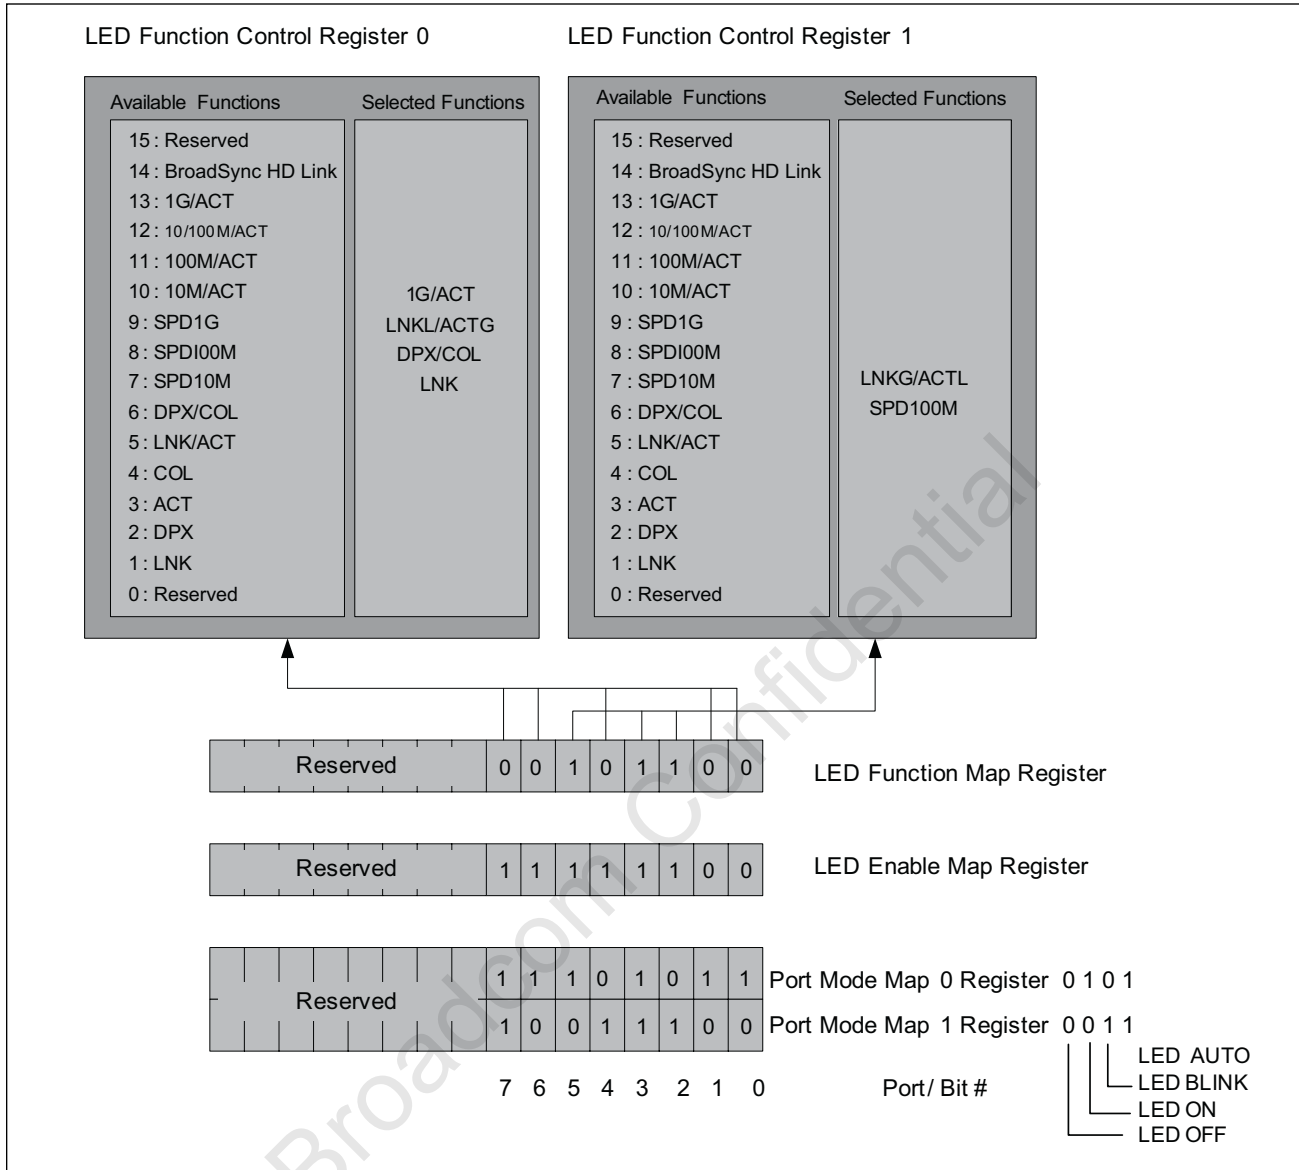 LED Function Control Register 0
LED Function Control Register 1
Available Functions
Selected Functions
15 : Reserved
14 : BroadSync HD Link
13 : 1G/ACT
12 : 10/100M/ACT
11 : 100M/ACT
10 : 10M/ACT
9 : SPD1G
8 : SPDI00M
7 : SPD10M
6 : DPX/COL
5 : LNK/ACT
4 : COL
3 : ACT
2 : DPX
1 : LNK
0 : Reserved
1G/ACT
LNKL/ACTG
DPX/COL
LNK
Available Functions
Selected Functions
15 : Reserved
14 : BroadSync HD Link
13 : 1G/ACT
12 : 10/100M/ACT
11 : 100M/ACT
10 : 10M/ACT
9 : SPD1G
8 : SPDI00M
7 : SPD10M
6 : DPX/COL
5 : LNK/ACT
4 : COL
3 : ACT
2 : DPX
1 : LNK
0 : Reserved
LNKG/ACTL
SPD100M
Reserved 0 0 1 0 1 1 0 0 LED Function Map Register
Reserved 1 1 1 1 1 1 0 0 LED Enable Map Register
Reserved
1 1 1 0 1 0 1 1 Port Mode Map 0 Register 0 1 0 1
1 0 0 1 1 1 0 0 Port Mode Map 1 Register 0 0 1 1
7 6 5 4 3 2 1 0 Port/ Bit #
LED AUTO
LED BLINK
LED ON
LED OFF
Broadcom Confidential